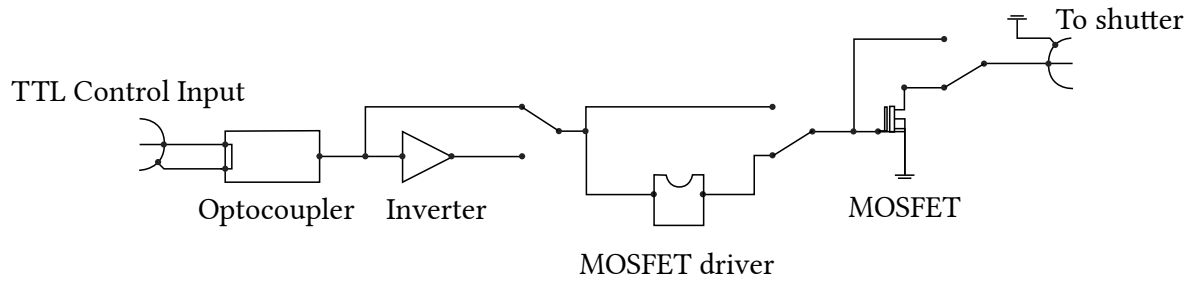 To shutter
TTL Control Input
Optocoupler
Inverter
MOSFET
MOSFET driver